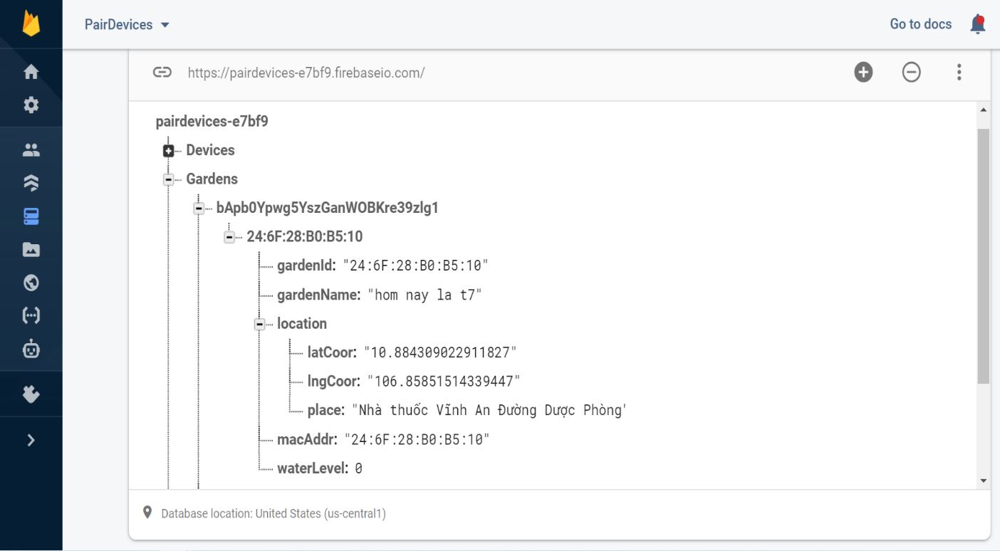 PairDevices
Go to docs
https://pairdevices-e7bf9.firebaseio.com/
pairdevices-e7bf9
Devices
Gardens
bApb0Ypwg5YszGanWOBKre39zlg1
24:6F:28:B0:B5:10
gardenId: "24:6F:28:B0:B5:10"
gardenName: "hom nay la t7"
location
latCoor: "10.884309022911827"
lngCoor: "106.85851514339447"
place: "Nhà thuốc Vĩnh An Đường Dược Phòng'
macAddr: "24:6F:28:B0:B5:10"
waterLevel: 0
Database location: United States (us-central1)